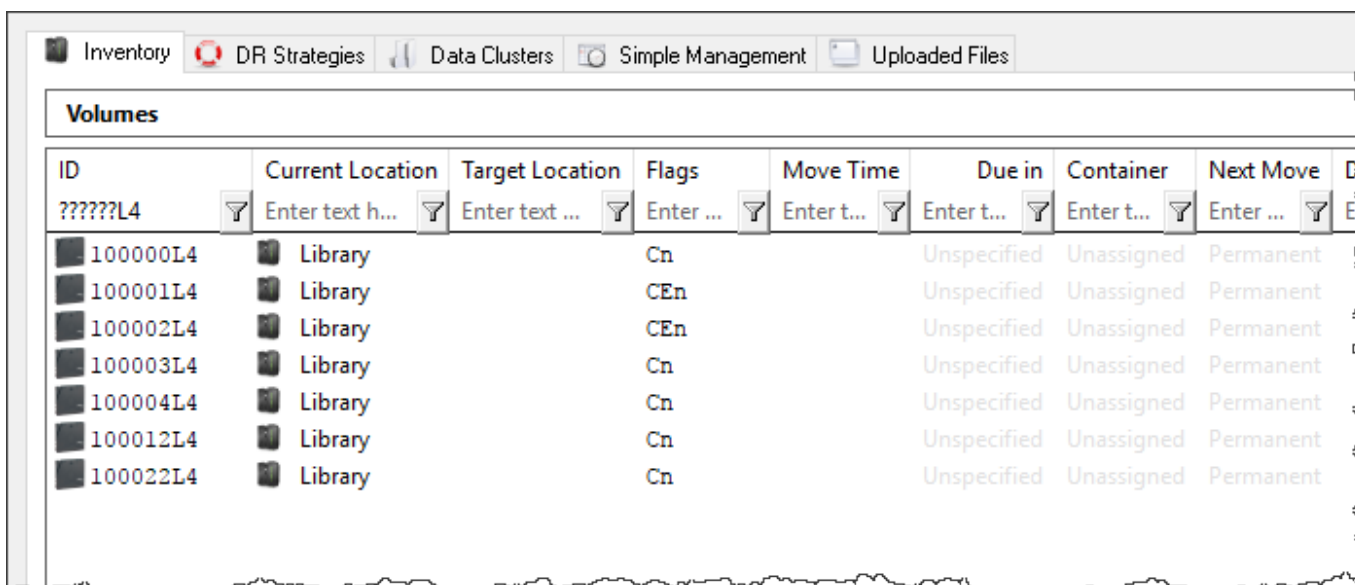 Inventory DR Strategies Data Clusters Simple Management Uploaded Files
Volumes
ID Current Location Target Location Flags Move Time Due in Container Next Move
??????L4 Enter text h... Enter text ... Enter ... Enter t... Enter t... Enter t... Enter ...
100000L4 Library Cn Unspecified Unassigned Permanent
100001L4 Library CEn Unspecified Unassigned Permanent
100002L4 Library CEn Unspecified Unassigned Permanent
100003L4 Library Cn Unspecified Unassigned Permanent
100004L4 Library Cn Unspecified Unassigned Permanent
100012L4 Library Cn Unspecified Unassigned Permanent
100022L4 Library Cn Unspecified Unassigned Permanent